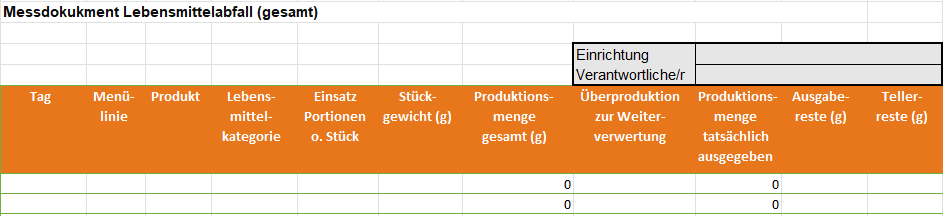 Messdokukment Lebensmittelabfall (gesamt)
Einrichtung
Verantwortliche/r
Tag
Menü-
linie
Produkt
Lebens-
mittel-
kategorie
Einsatz
Portionen
o. Stück
Stück-
gewicht (g)
Produktions-
menge
gesamt (g)
Überproduktion
zur Weiter-
verwertung
Produktions-
menge
tatsächlich
ausgegeben
Ausgabe-
reste (g)
Teller-
reste (g)
0 0
0 0